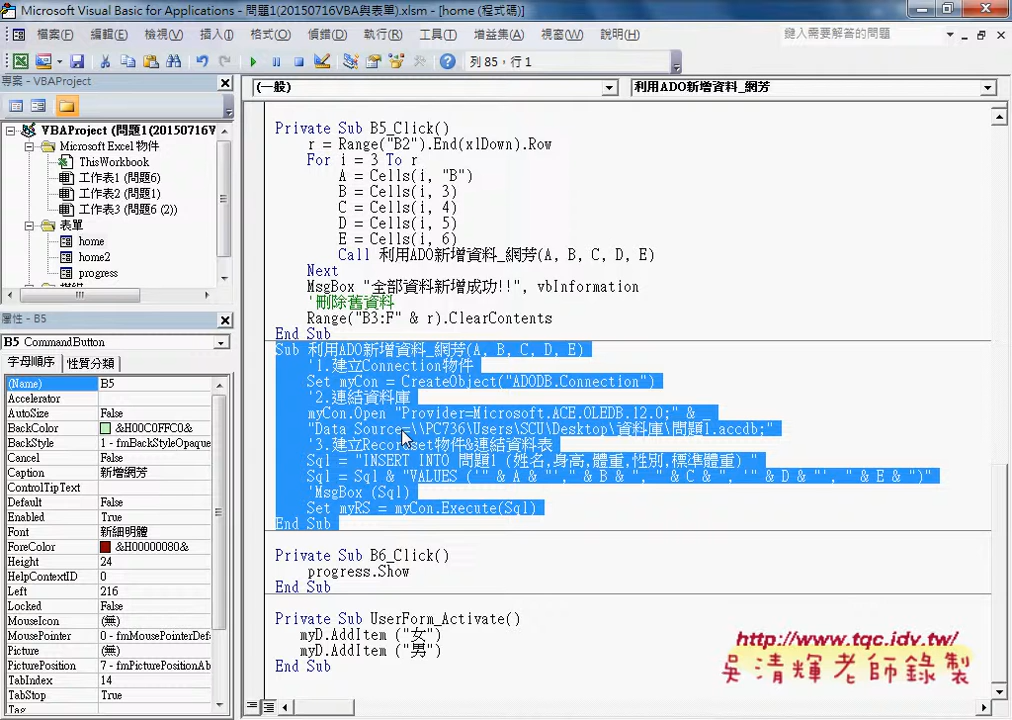 Microsoft Visual Basic for Applications - 問題1(20150716VBA與表單).xlsm - [home (程式碼)]
檔案(F) 編輯(E) 檢視(V) 插入(I) 格式(O) 偵錯(D) 執行(R) 工具(T) 增益集(A) 視窗(W) 說明(H) 鍵入需要解答的問題
列 85，行 1
專案 - VBAProject
VBAProject (問題1(20150716V
Microsoft Excel 物件
ThisWorkbook
工作表1 (問題6)
工作表2 (問題1)
工作表3 (問題6 (2))
表單
home
home2
progress
屬性 - B5
B5 CommandButton
字母順序 性質分類
(Name) B5
Accelerator
AutoSize False
BackColor &H00C0FFC0&
BackStyle 1 - fmBackStyleOpaque
Cancel False
Caption 新增網芳
ControlTipText
Default False
Enabled True
Font 新細明體
ForeColor &H00000080&
Height 24
HelpContextID 0
Left 216
Locked False
MouseIcon (無)
MousePointer 0 - fmMousePointerDef
Picture (無)
PicturePosition 7 - fmPicturePositionAb
TabIndex 14
TabStop True
Tag
(一般) 利用ADO新增資料_網芳
Private Sub B5_Click()
r = Range("B2").End(xlDown).Row
For i = 3 To r
A = Cells(i, "B")
B = Cells(i, 3)
C = Cells(i, 4)
D = Cells(i, 5)
E = Cells(i, 6)
Call 利用ADO新增資料_網芳(A, B, C, D, E)
Next
MsgBox "全部資料新增成功!!", vbInformation
'刪除舊資料
Range("B3:F" & r).ClearContents
End Sub
Sub 利用ADO新增資料_網芳(A, B, C, D, E)
'1.建立Connection物件
Set myCon = CreateObject("ADODB.Connection")
'2.連結資料庫
myCon.Open "Provider=Microsoft.ACE.OLEDB.12.0;" & _
"Data Source=\\PC736\Users\SCU\Desktop\資料庫\問題1.accdb;"
'3.建立Recordset物件&連結資料表
Sql = "INSERT INTO 問題1 (姓名,身高,體重,性別,標準體重) "
Sql = Sql & "VALUES ('" & A & "'," & B & ", " & C & ", '" & D & "', " & E & ")"
'MsgBox (Sql)
Set myRS = myCon.Execute(Sql)
End Sub
Private Sub B6_Click()
progress.Show
End Sub
Private Sub UserForm_Activate()
myD.AddItem ("女")
myD.AddItem ("男")
End Sub
http://www.tqc.idv.tw/
吳清輝老師錄製